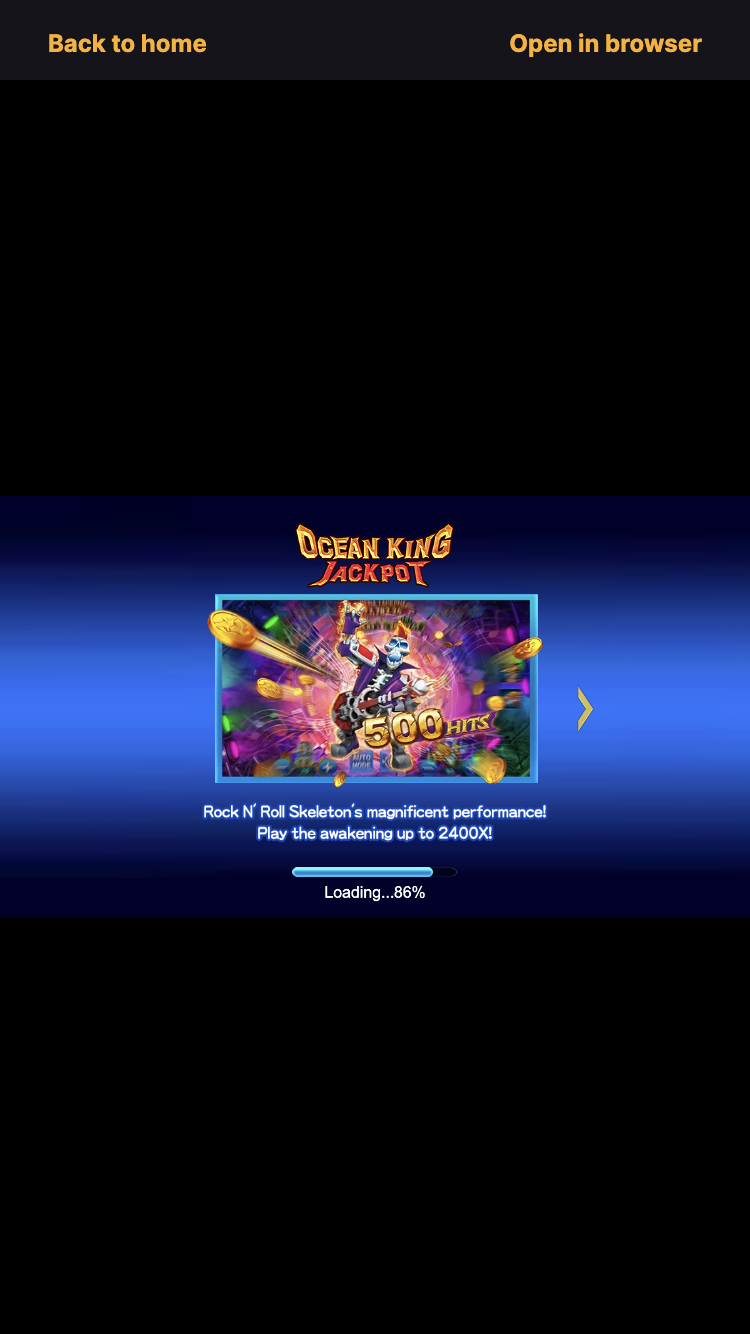 Back to home
Open in browser
OCEAN KING
JACKPOT
500 HITS
AUTO
MODE
Rock N' Roll Skeleton's magnificent performance!
Play the awakening up to 2400X!
Loading...86%